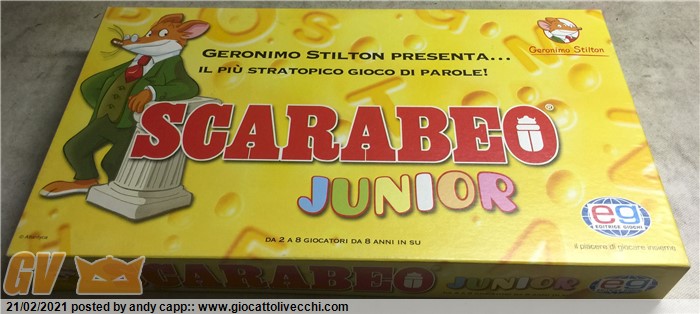 GERONIMO STILTON PRESENTA...
IL PIÙ STRATOPICO GIOCO DI PAROLE!
Geronimo Stilton
SCARABEO®
JUNIOR
DA 2 A 8 GIOCATORI DA 8 ANNI IN SU
eg
EDITRICE GIOCHI
il piacere di giocare insieme
GV
SCARABEO JUNIOR eg
21/02/2021 posted by andy capp:: www.giocattolivecchi.com